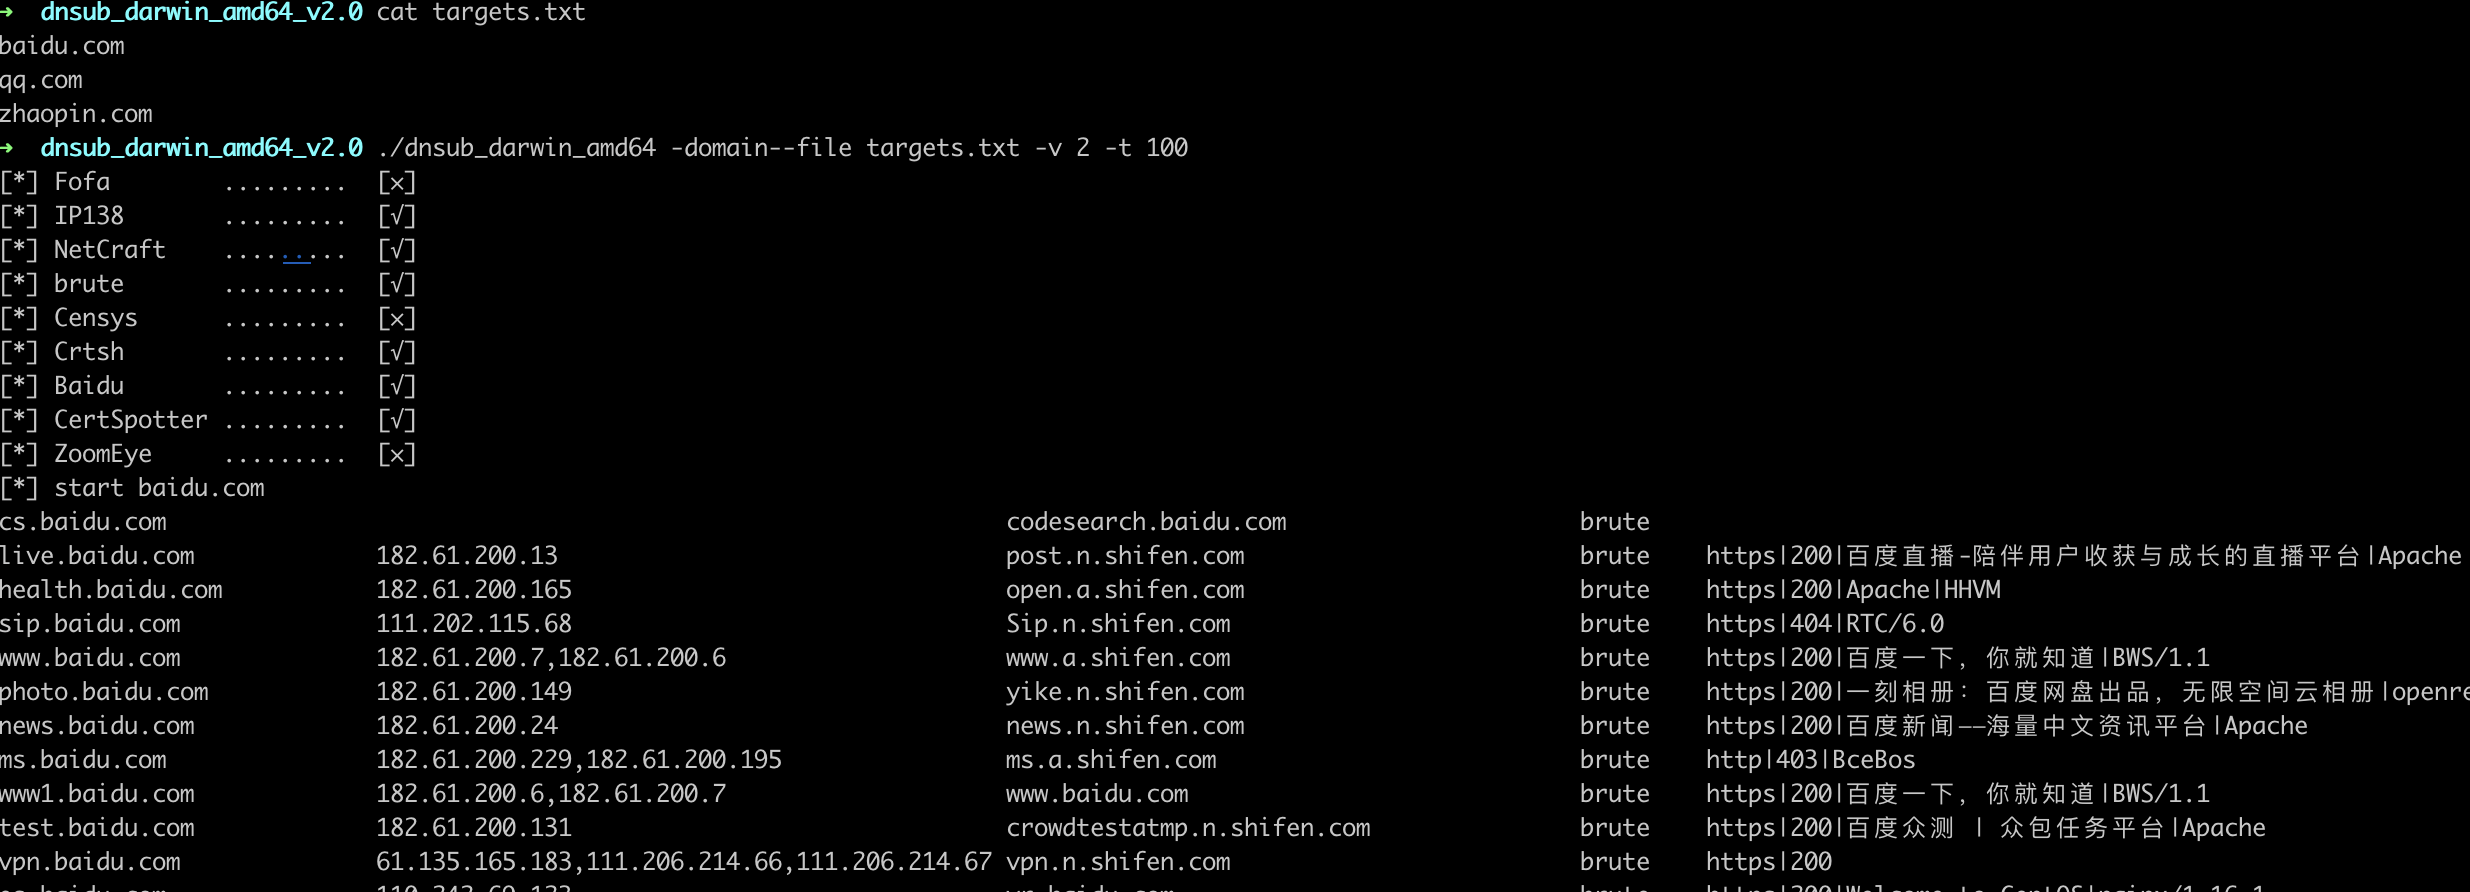 → dnsub_darwin_amd64_v2.0 cat targets.txt
baidu.com
qq.com
zhaopin.com
→ dnsub_darwin_amd64_v2.0 ./dnsub_darwin_amd64 -domain--file targets.txt -v 2 -t 100
[*] Fofa ......... [×]
[*] IP138 ......... [√]
[*] NetCraft ......... [√]
[*] brute ......... [√]
[*] Censys ......... [×]
[*] Crtsh ......... [√]
[*] Baidu ......... [√]
[*] CertSpotter ......... [√]
[*] ZoomEye ......... [×]
[*] start baidu.com
cs.baidu.com codesearch.baidu.com brute
live.baidu.com 182.61.200.13 post.n.shifen.com brute https|200|百度直播-陪伴用户收获与成长的直播平台|Apache
health.baidu.com 182.61.200.165 open.a.shifen.com brute https|200|Apache|HHVM
sip.baidu.com 111.202.115.68 Sip.n.shifen.com brute https|404|RTC/6.0
www.baidu.com 182.61.200.7,182.61.200.6 www.a.shifen.com brute https|200|百度一下，你就知道|BWS/1.1
photo.baidu.com 182.61.200.149 yike.n.shifen.com brute https|200|一刻相册：百度网盘出品，无限空间云相册|openre
news.baidu.com 182.61.200.24 news.n.shifen.com brute https|200|百度新闻——海量中文资讯平台|Apache
ms.baidu.com 182.61.200.229,182.61.200.195 ms.a.shifen.com brute http|403|BceBos
www1.baidu.com 182.61.200.6,182.61.200.7 www.baidu.com brute https|200|百度一下，你就知道|BWS/1.1
test.baidu.com 182.61.200.131 crowdtestatmp.n.shifen.com brute https|200|百度众测 | 众包任务平台|Apache
vpn.baidu.com 61.135.165.183,111.206.214.66,111.206.214.67 vpn.n.shifen.com brute https|200